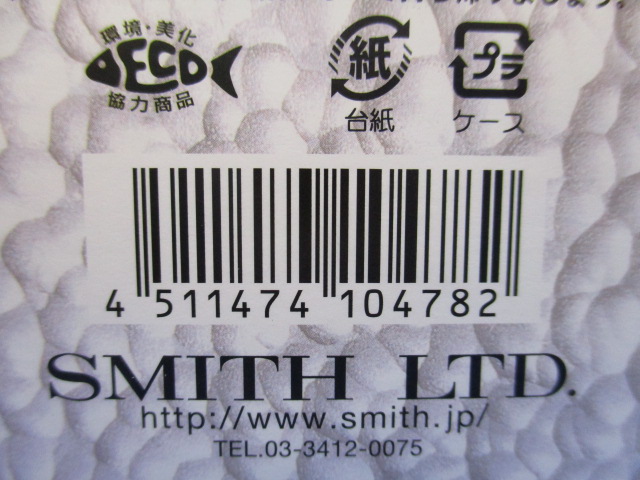 環境・美化
ECO
協力商品
紙
台紙
プラ
ケース
4 511474 104782
SMITH LTD.
http://www.smith.jp/
TEL.03-3412-0075